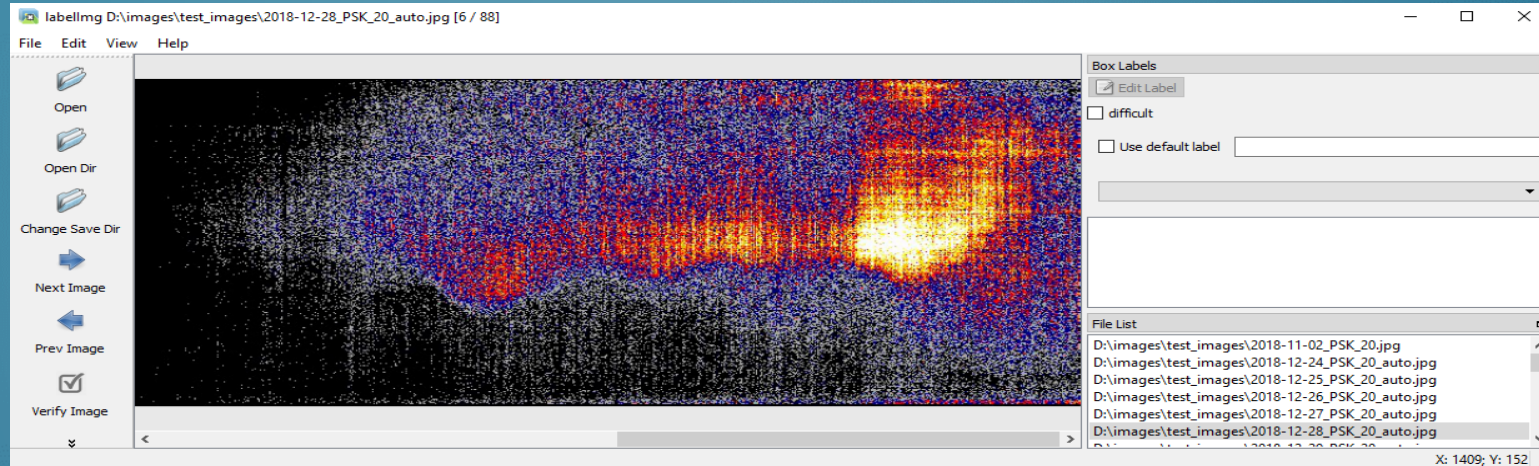 labelImg D:\images\test_images\2018-12-28_PSK_20_auto.jpg [6 / 88]
File Edit View Help
Open
Open Dir
Change Save Dir
Next Image
Prev Image
Verify Image
Box Labels
Edit Label
difficult
Use default label
File List
D:\images\test_images\2018-11-02_PSK_20.jpg
D:\images\test_images\2018-12-24_PSK_20_auto.jpg
D:\images\test_images\2018-12-25_PSK_20_auto.jpg
D:\images\test_images\2018-12-26_PSK_20_auto.jpg
D:\images\test_images\2018-12-27_PSK_20_auto.jpg
D:\images\test_images\2018-12-28_PSK_20_auto.jpg
X: 1409; Y: 152